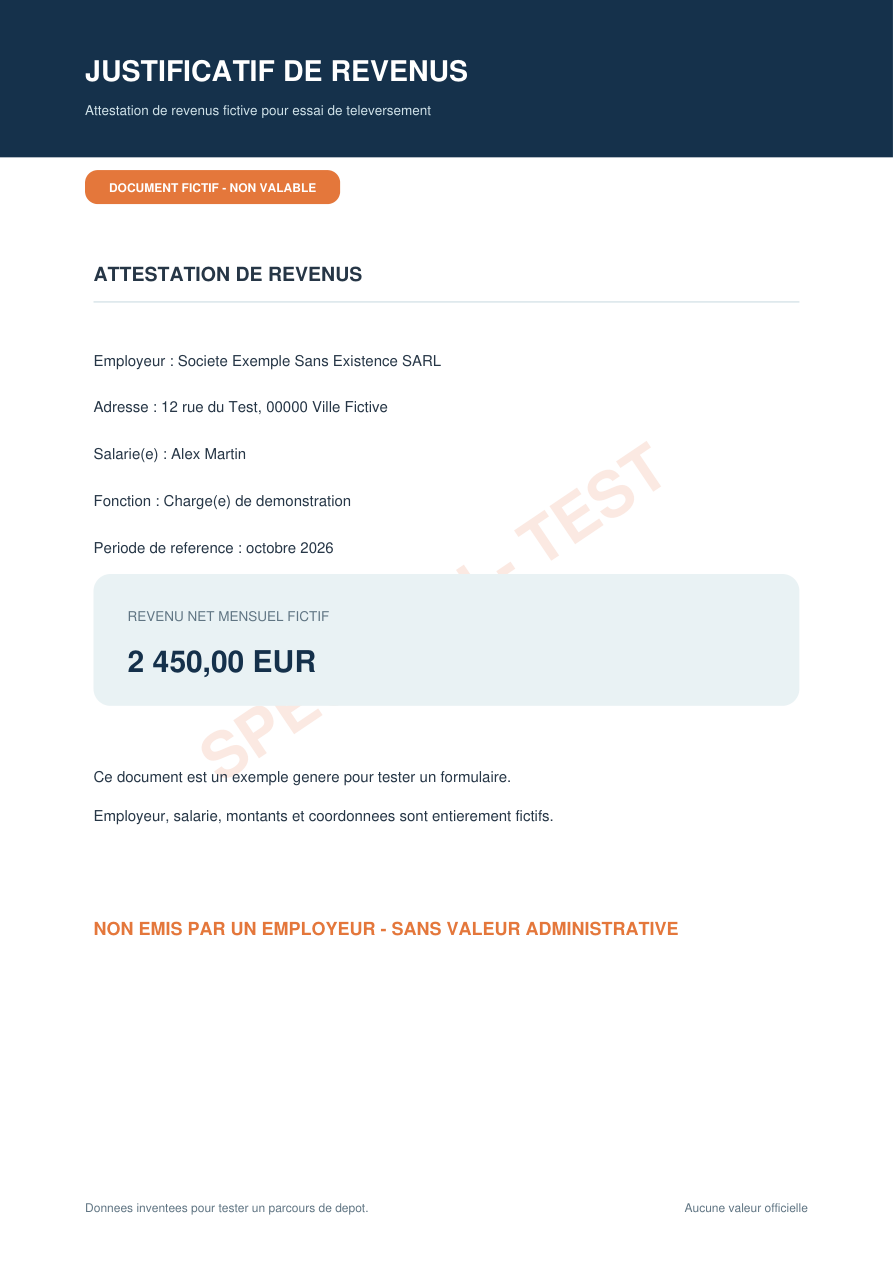 JUSTIFICATIF DE REVENUS
Attestation de revenus fictive pour essai de televersement
DOCUMENT FICTIF - NON VALABLE
ATTESTATION DE REVENUS
Employeur : Societe Exemple Sans Existence SARL
Adresse : 12 rue du Test, 00000 Ville Fictive
Salarie(e) : Alex Martin
Fonction : Charge(e) de demonstration
Periode de reference : octobre 2026
- TEST
REVENU NET MENSUEL FICTIF
2 450,00 EUR
Ce document est un exemple genere pour tester un formulaire.
Employeur, salarie, montants et coordonnees sont entierement fictifs.
NON EMIS PAR UN EMPLOYEUR - SANS VALEUR ADMINISTRATIVE
Donnees inventees pour tester un parcours de depot.
Aucune valeur officielle